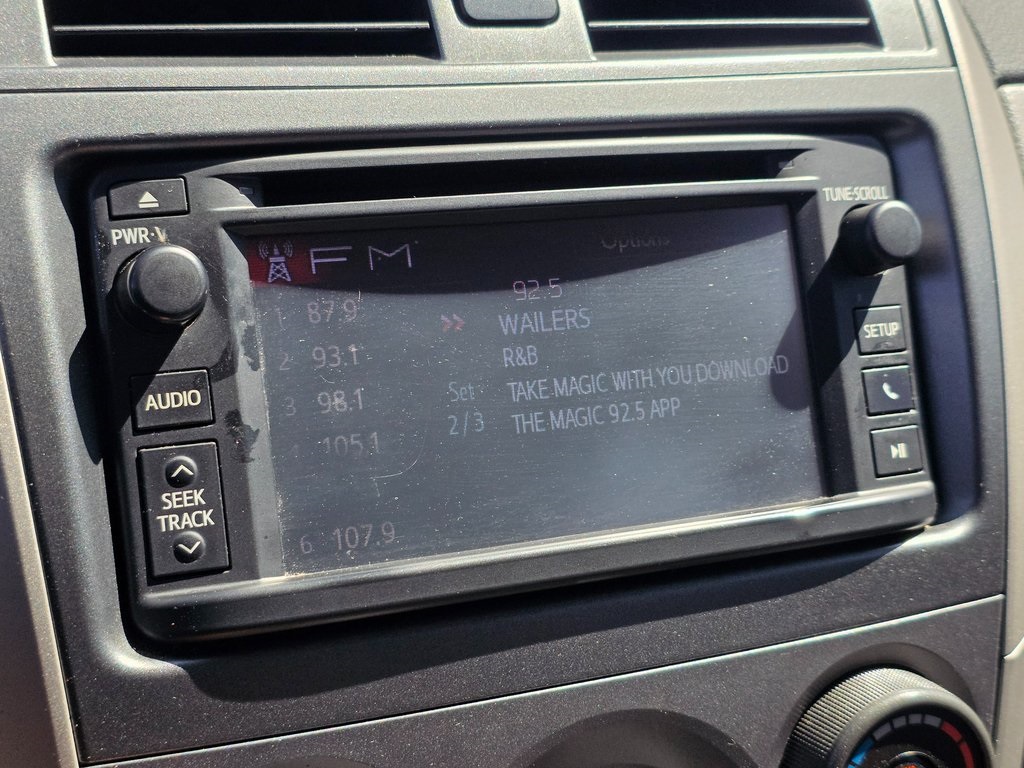 TUNE·SCROLL
PWR·V
FM
Options
92.5
1 87.9
>> WAILERS
2 93.1
R&B
SETUP
3 98.1
Set TAKE MAGIC WITH YOU DOWNLOAD
2/3 THE MAGIC 92.5 APP
AUDIO
105.1
SEEK
TRACK
6 107.9